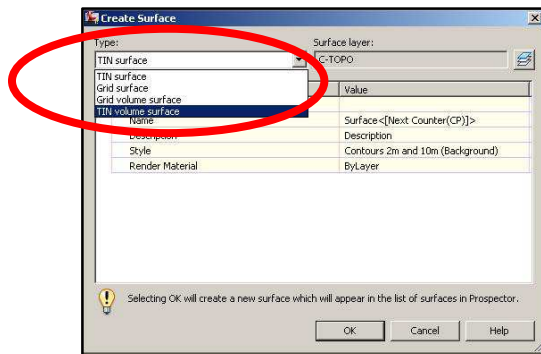 Create Surface
Type: Surface layer:
TIN surface C-TOPO
TIN surface
Grid surface
Grid volume surface
TIN volume surface
Value
Name Surface<[Next Counter(CP)]>
Description Description
Style Contours 2m and 10m (Background)
Render Material ByLayer
Selecting OK will create a new surface which will appear in the list of surfaces in Prospector.
OK Cancel Help